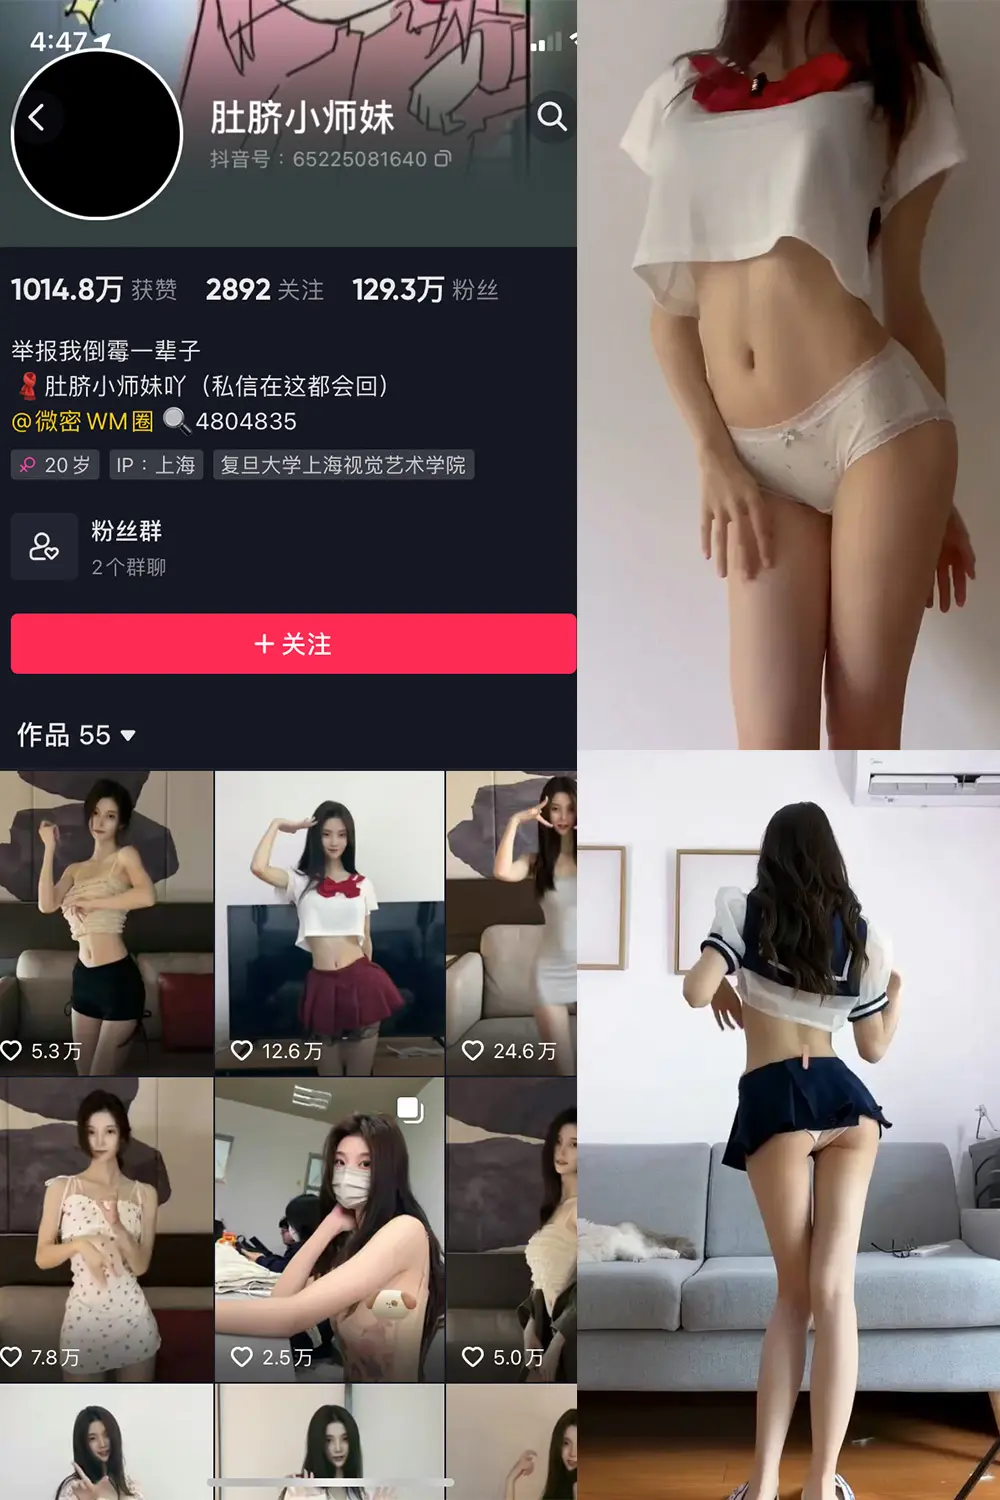 4:47
肚脐小师妹
抖音号：65225081640
1014.8万 获赞 2892 关注 129.3万 粉丝
举报我倒霉一辈子
肚脐小师妹吖（私信在这都会回）
@微密WM圈 4804835
20岁 IP：上海 复旦大学上海视觉艺术学院
粉丝群
2个群聊
+ 关注
作品 55
5.3万 12.6万 24.6万
7.8万 2.5万 5.0万